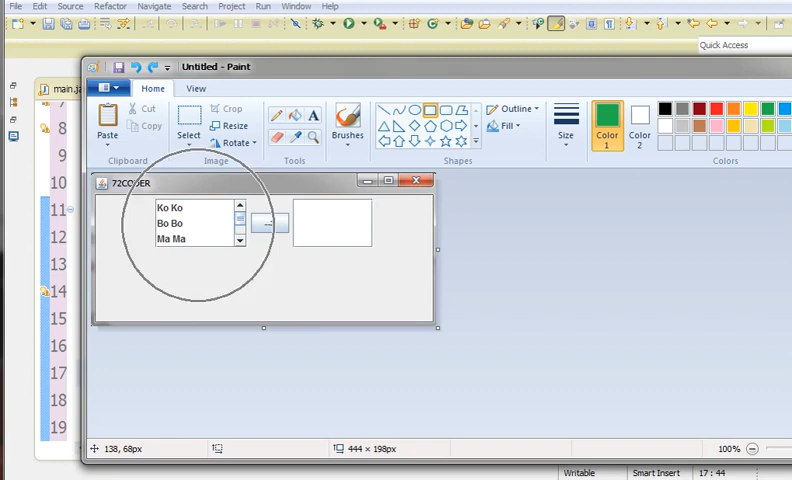 File Edit Source Refactor Navigate Search Project Run Window Help
Quick Access
Untitled - Paint
main.ja
Home View
Paste
Cut
Copy
Clipboard
Select
Crop
Resize
Rotate
Image
Tools
Brushes
Outline
Fill
Shapes
Size
Color 1
Color 2
Colors
7
8
9
10
11
12
13
14
15
16
17
18
19
72CODER
Ko Ko
Bo Bo
Ma Ma
138, 68px
444 × 198px
100%
Writable Smart Insert 17 : 44